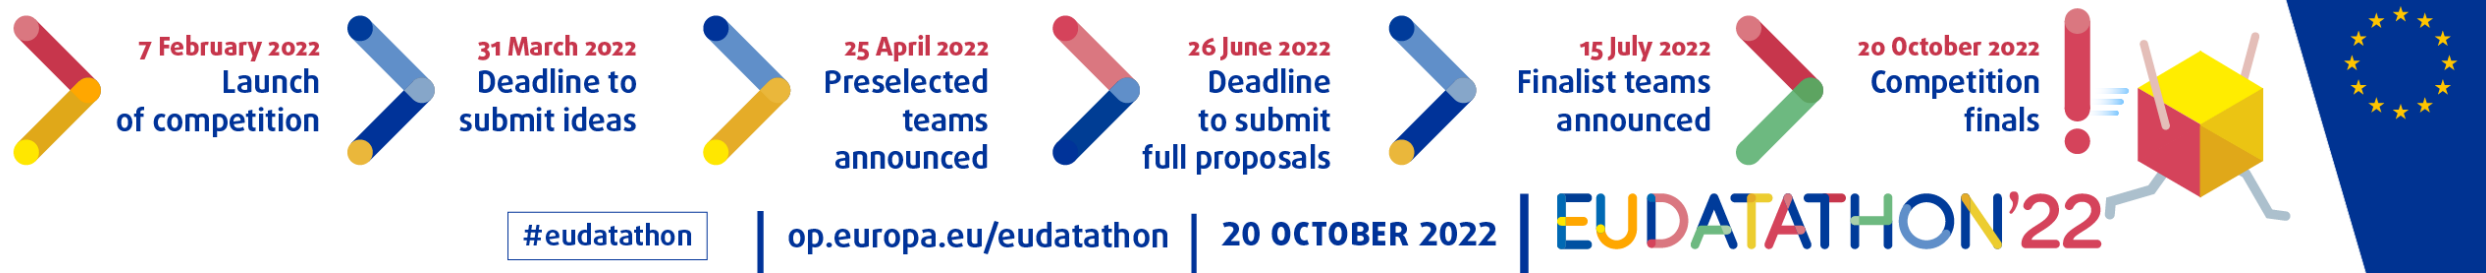 7 February 2022
Launch
of competition
31 March 2022
Deadline to
submit ideas
25 April 2022
Preselected
teams
announced
26 June 2022
Deadline
to submit
full proposals
15 July 2022
Finalist teams
announced
20 October 2022
Competition
finals
#eudatathon
op.europa.eu/eudatathon
20 OCTOBER 2022
EUDATATHON'22